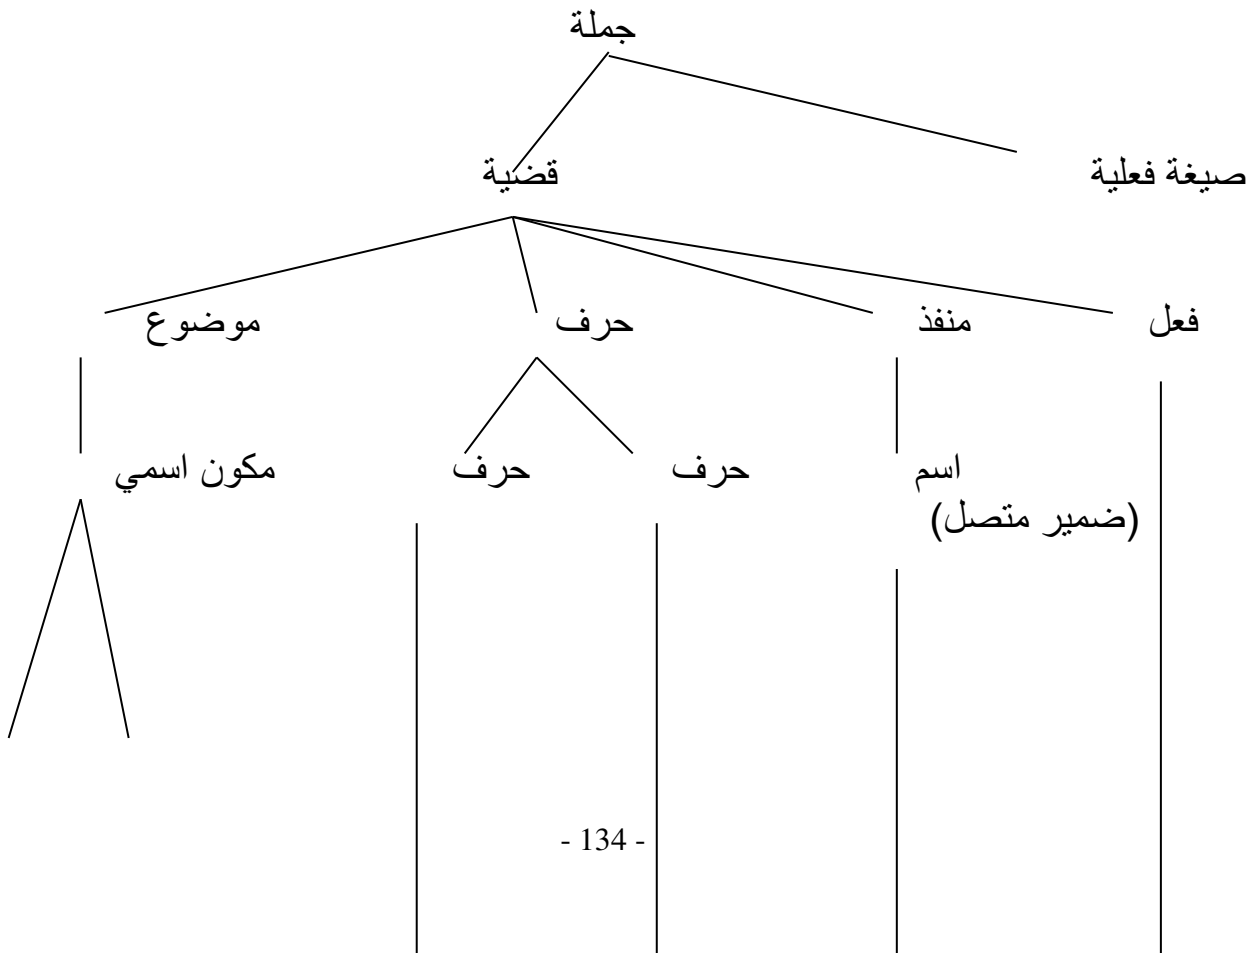 جملة
صيغة فعلية قضية
فعل منفذ حرف موضوع
اسم حرف حرف مكون اسمي
(ضمير متصل)
- 134 -